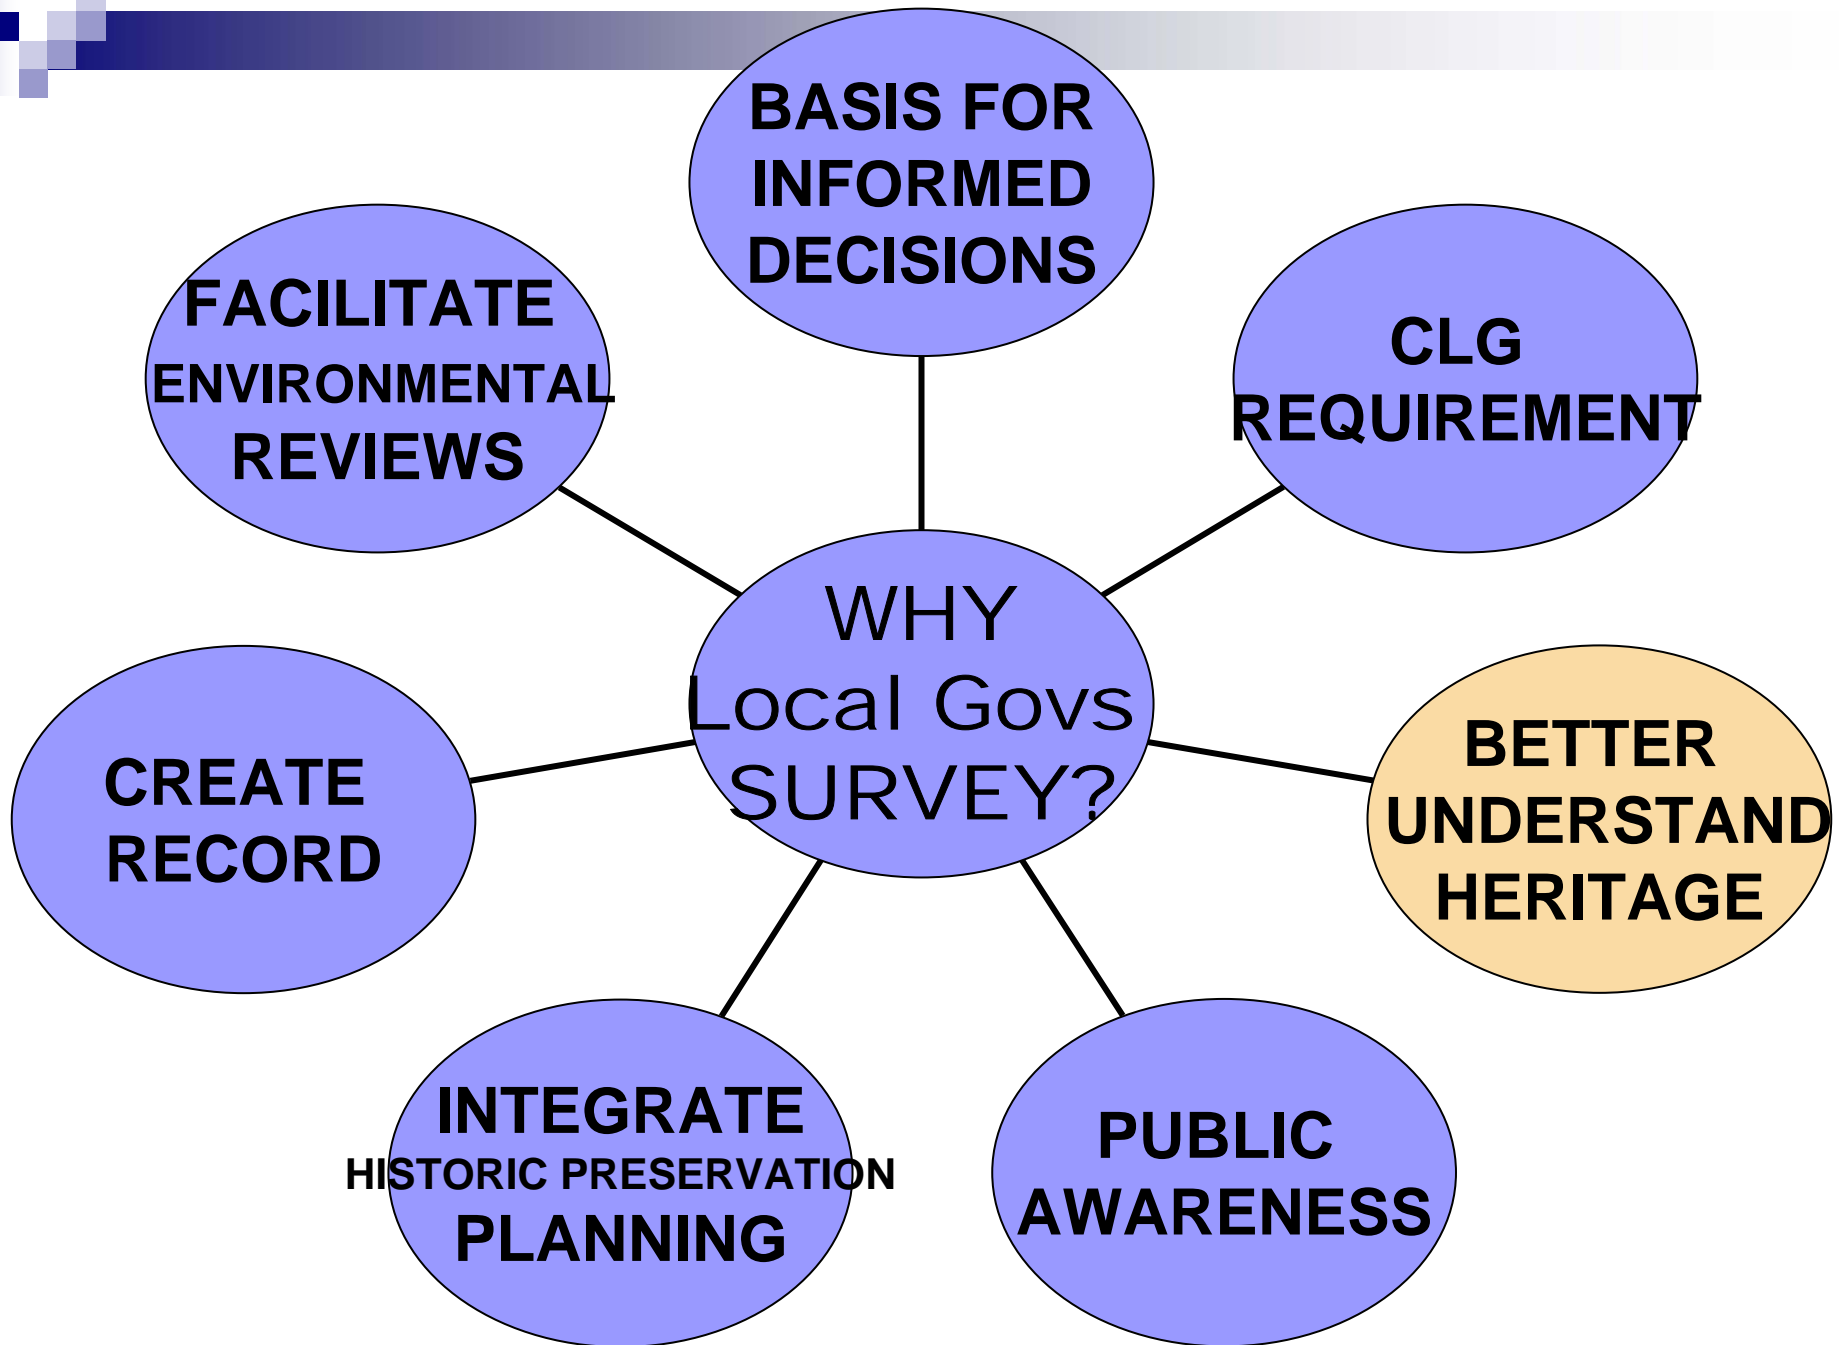 BASIS FOR
INFORMED
DECISIONS
FACILITATE
ENVIRONMENTAL
REVIEWS
CLG
REQUIREMENT
WHY
Local Govs
SURVEY?
CREATE
RECORD
BETTER
UNDERSTAND
HERITAGE
INTEGRATE
HISTORIC PRESERVATION
PLANNING
PUBLIC
AWARENESS